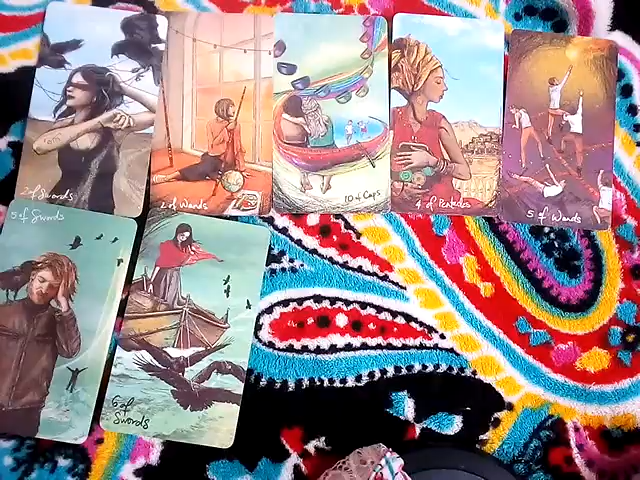 2 of Swords
2 of Wands
10 of Cups
4 of Pentacles
5 of Wands
5 of Swords
6 of
Swords